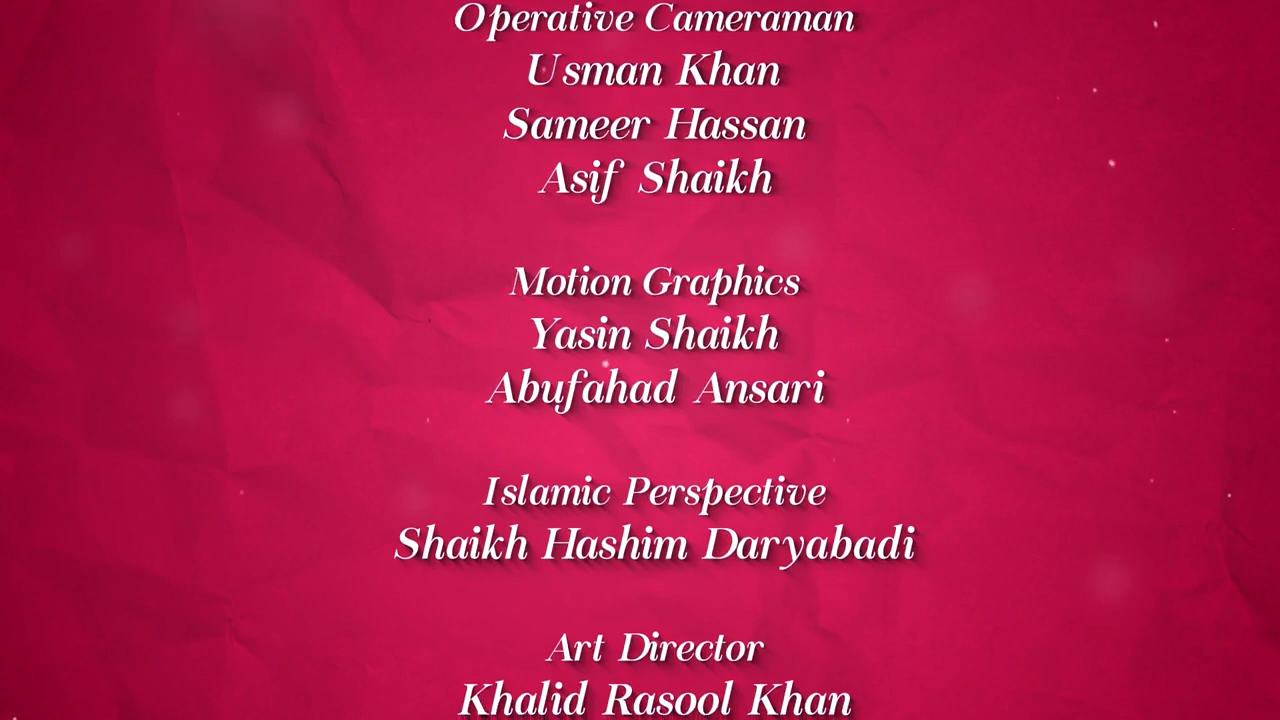 Operative Cameraman
Usman Khan
Sameer Hassan
Asif Shaikh
Motion Graphics
Yasin Shaikh
Abufahad Ansari
Islamic Perspective
Shaikh Hashim Daryabadi
Art Director
Khalid Rasool Khan